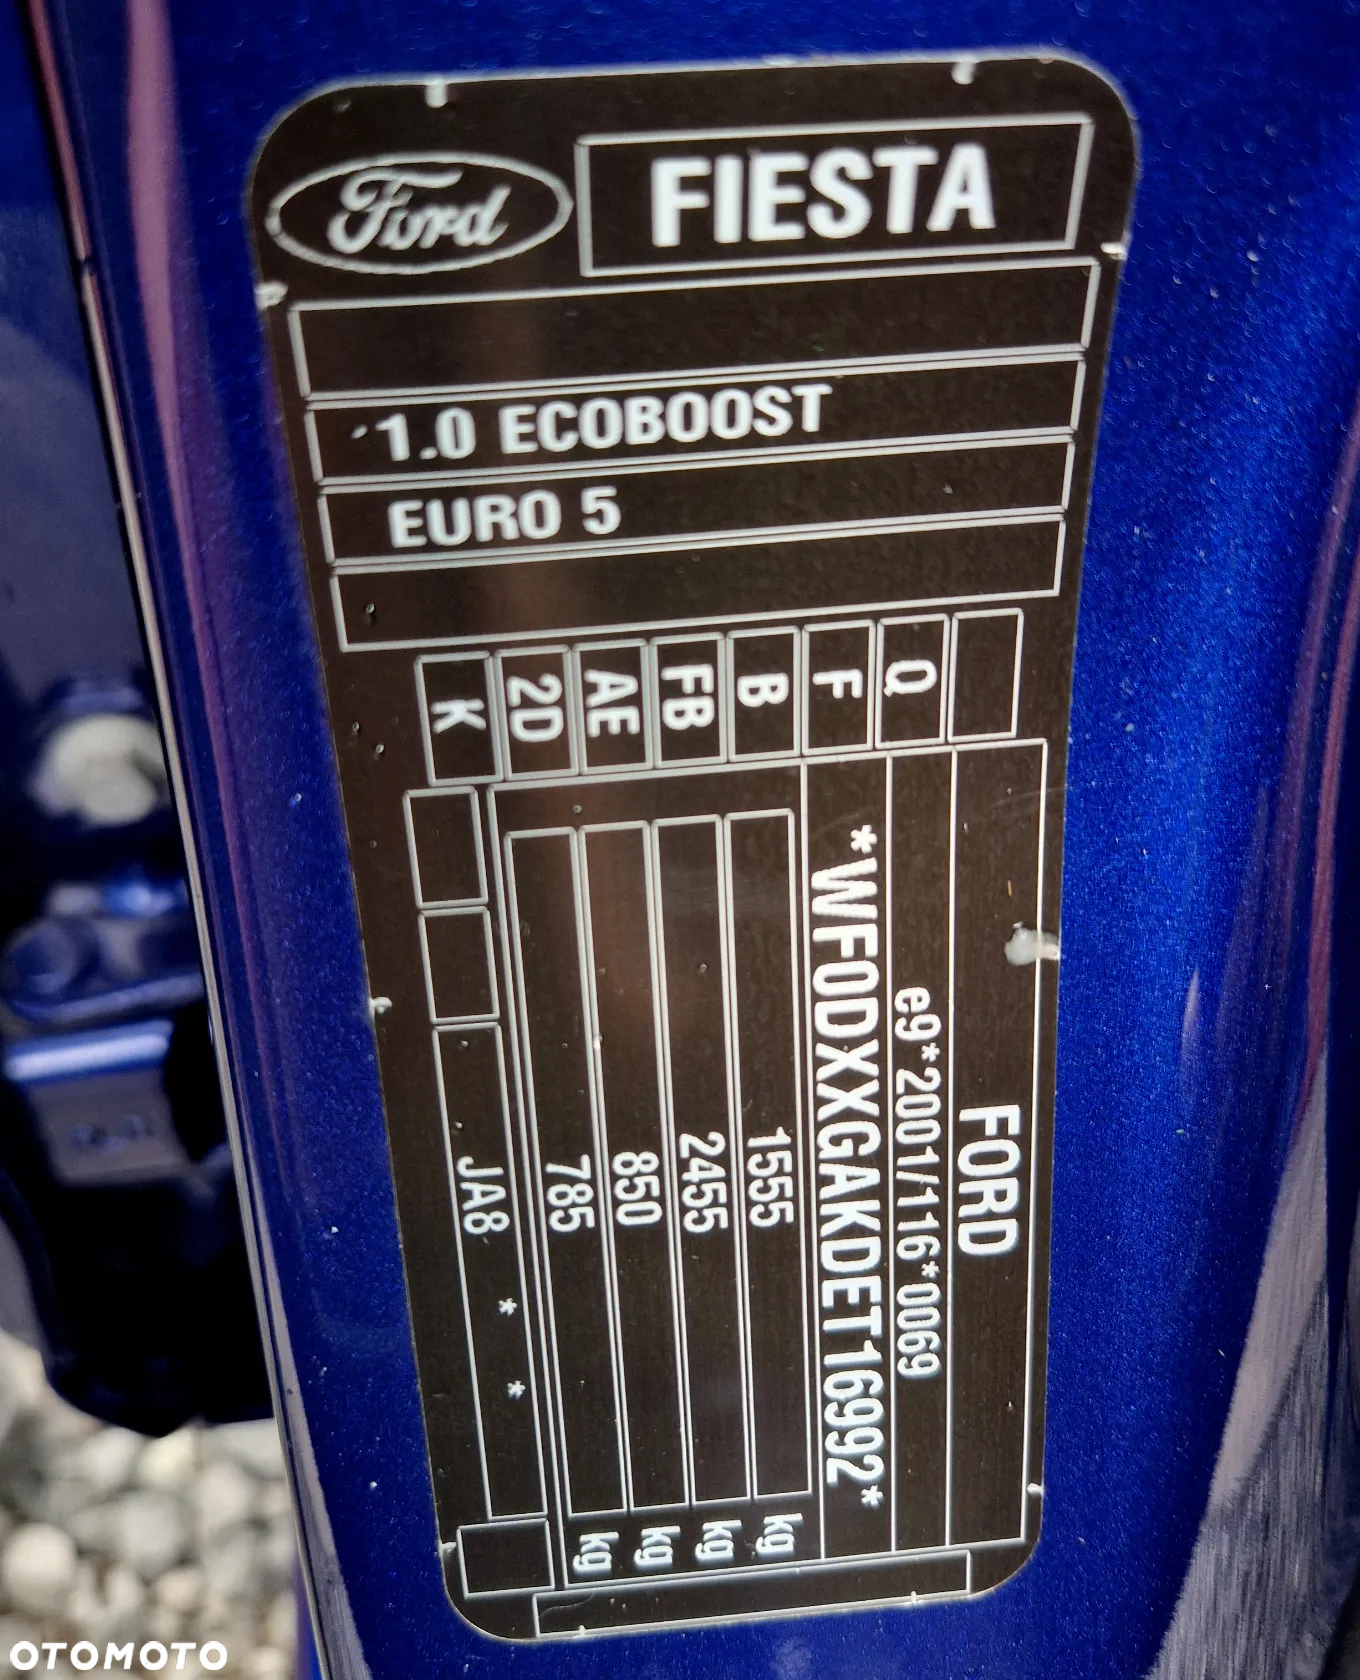 Ford FIESTA
1.0 ECOBOOST
EURO 5
Q F B FB AE 2D K
FORD
e9*2001/116*0069
*WF0DXXGAKDET16992*
1555 kg
2455 kg
850 kg
785 kg
JA8 * *
OTOMOTO